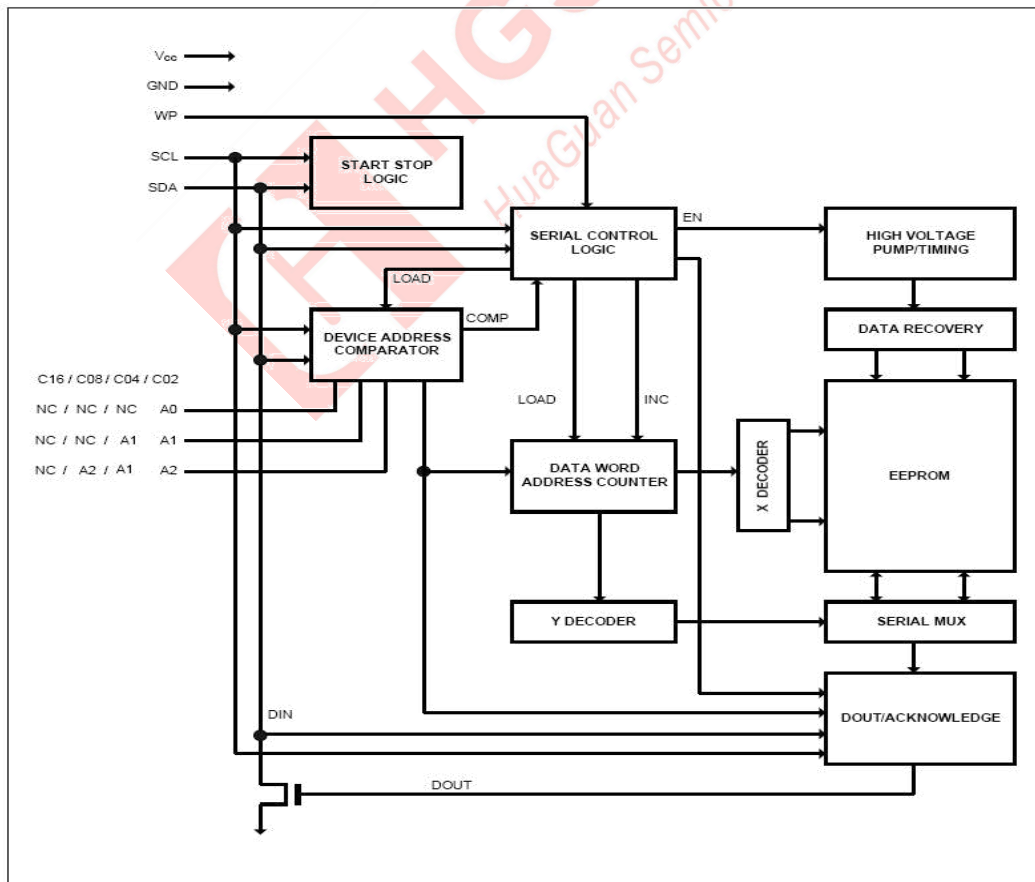 HGS
HuaGuan Semic
Vcc
GND
WP
SCL
SDA
START STOP
LOGIC
SERIAL CONTROL
LOGIC
EN
HIGH VOLTAGE
PUMP/TIMING
LOAD
COMP
DEVICE ADDRESS
COMPARATOR
DATA RECOVERY
C16 / C08 / C04 / C02
NC / NC / NC A0
NC / NC / A1 A1
NC / A2 / A1 A2
LOAD
INC
DATA WORD
ADDRESS COUNTER
X DECODER
EEPROM
Y DECODER
SERIAL MUX
DIN
DOUT/ACKNOWLEDGE
DOUT